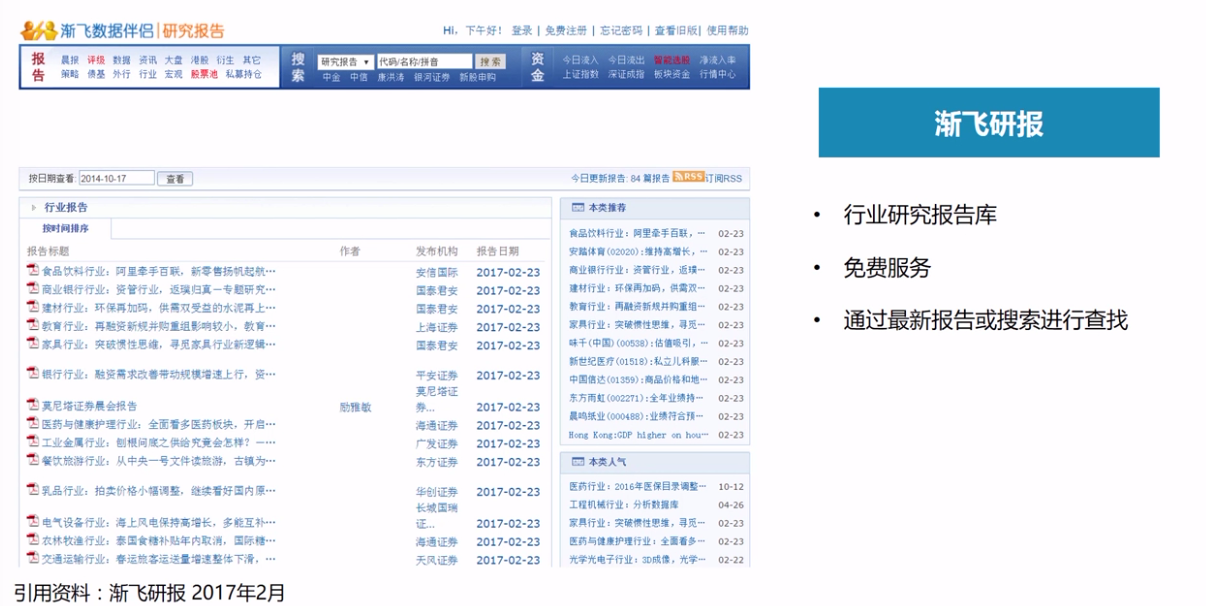 渐飞数据伴侣|研究报告
Hi，下午好！ 登录 | 免费注册 | 忘记密码 | 查看旧版| 使用帮助
报告
晨报 评级 数据 资讯 大盘 港股 衍生 其它
策略 债基 外行 行业 宏观 股票池 私募持仓
搜索
研究报告 代码/名称/拼音 搜索
中金 中信 康洪涛 银河证券 新股申购
资金
今日流入 今日流出 智能选股 净流入率
上证指数 深证成指 板块资金 行情中心
渐飞研报
按日期查看: 2014-10-17 查看
今日更新报告: 84 篇报告 RSS订阅RSS
行业研究报告库
免费服务
通过最新报告或搜索进行查找
行业报告
按时间排序
报告标题 作者 发布机构 报告日期
食品饮料行业：阿里牵手百联，新零售扬帆起航… 安信国际 2017-02-23
商业银行行业：资管行业，返璞归真－专题研究… 国泰君安 2017-02-23
建材行业：环保再加码，供需双受益的水泥再上… 国泰君安 2017-02-23
教育行业：再融资新规并购重组影响较小，教育… 上海证券 2017-02-23
家具行业：突破惯性思维，寻觅家具行业新逻辑… 国泰君安 2017-02-23
银行行业：融资需求改善带动规模增速上行，资… 平安证券 2017-02-23
莫尼塔证券晨会报告 励雅敏 莫尼塔证券… 2017-02-23
医药与健康护理行业：全面看多医药板块，开启… 海通证券 2017-02-23
工业金属行业：刨根问底之供给究竟会怎样？一… 广发证券 2017-02-23
餐饮旅游行业：从中央一号文件读旅游，古镇为… 东方证券 2017-02-23
乳品行业：拍卖价格小幅调整，继续看好国内原… 华创证券 2017-02-23
电气设备行业：海上风电保持高增长，多能互补… 长城国瑞证… 2017-02-23
农林牧渔行业：泰国食糖补贴年内取消，国际糖… 海通证券 2017-02-23
交通运输行业：春运旅客运送量增速整体下滑，… 天风证券 2017-02-23
本类推荐
食品饮料行业：阿里牵手百联，… 02-23
安踏体育(02020):维持高增长，… 02-23
商业银行行业：资管行业，返璞… 02-23
建材行业：环保再加码，供需双… 02-23
教育行业：再融资新规并购重组… 02-23
家具行业：突破惯性思维，寻觅… 02-23
味千(中国)(00538):估值吸引，… 02-23
新世纪医疗(01518):私立儿科服… 02-23
中国信达(01359):商品价格和地… 02-23
东方雨虹(002271):全年业绩持… 02-23
晨鸣纸业(000488):业绩符合预… 02-23
Hong Kong:GDP higher on hou… 02-23
本类人气
医药行业：2016年医保目录调整… 10-12
工程机械行业：分析数据库 04-26
家具行业：突破惯性思维，寻觅… 02-23
医药与健康护理行业：全面看多… 02-23
光学光电子行业：3D成像，光学… 02-22
引用资料：渐飞研报 2017年2月